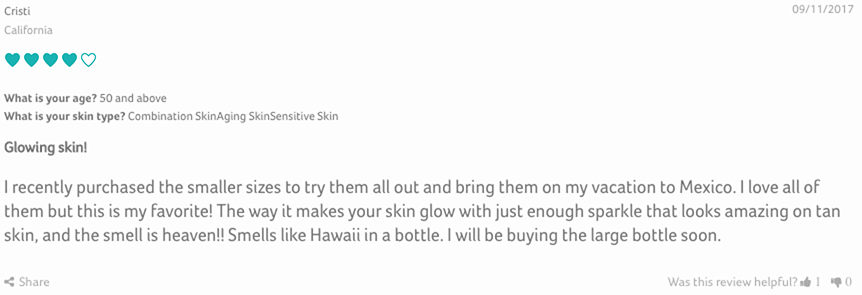 Cristi
09/11/2017
California
What is your age? 50 and above
What is your skin type? Combination SkinAging SkinSensitive Skin
Glowing skin!
I recently purchased the smaller sizes to try them all out and bring them on my vacation to Mexico. I love all of
them but this is my favorite! The way it makes your skin glow with just enough sparkle that looks amazing on tan
skin, and the smell is heaven!! Smells like Hawaii in a bottle. I will be buying the large bottle soon.
Share
Was this review helpful? 1 0